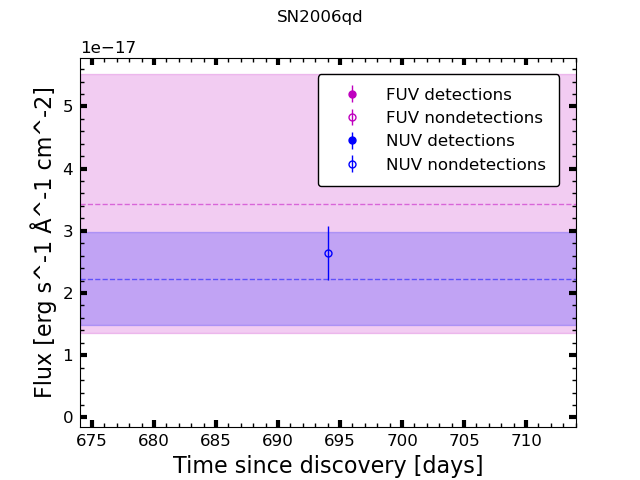 SN2006qd
1e−17
FUV detections
FUV nondetections
NUV detections
NUV nondetections
5
4
3
2
1
0
Flux [erg s^-1 Å^-1 cm^-2]
675 680 685 690 695 700 705 710
Time since discovery [days]